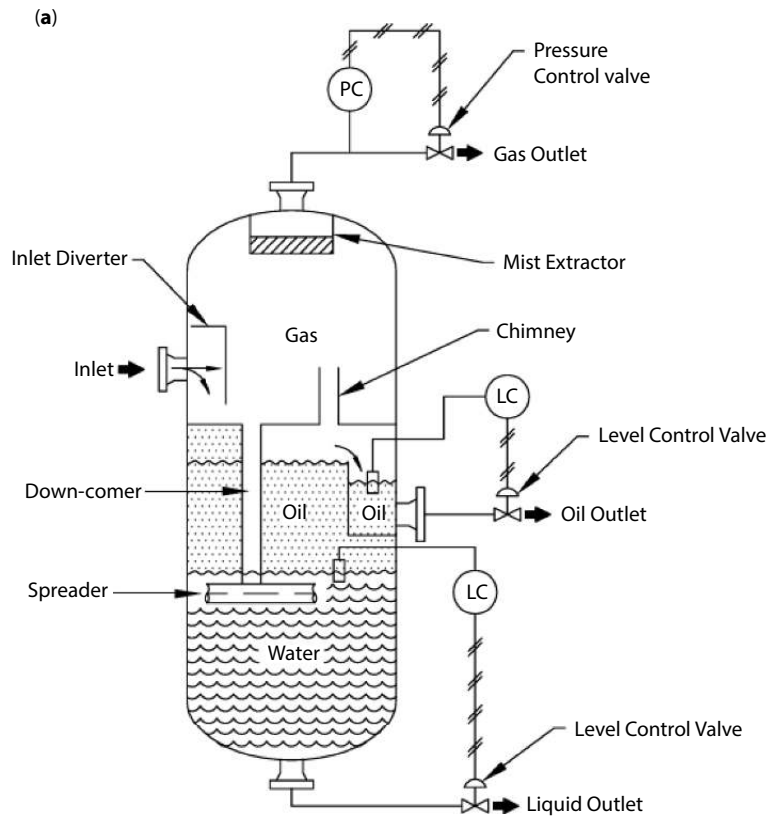 (a)
PC
Pressure
Control valve
Gas Outlet
Inlet Diverter
Mist Extractor
Gas
Chimney
Inlet
LC
Level Control Valve
Down-comer
Oil
Oil
Oil Outlet
Spreader
LC
Water
Level Control Valve
Liquid Outlet